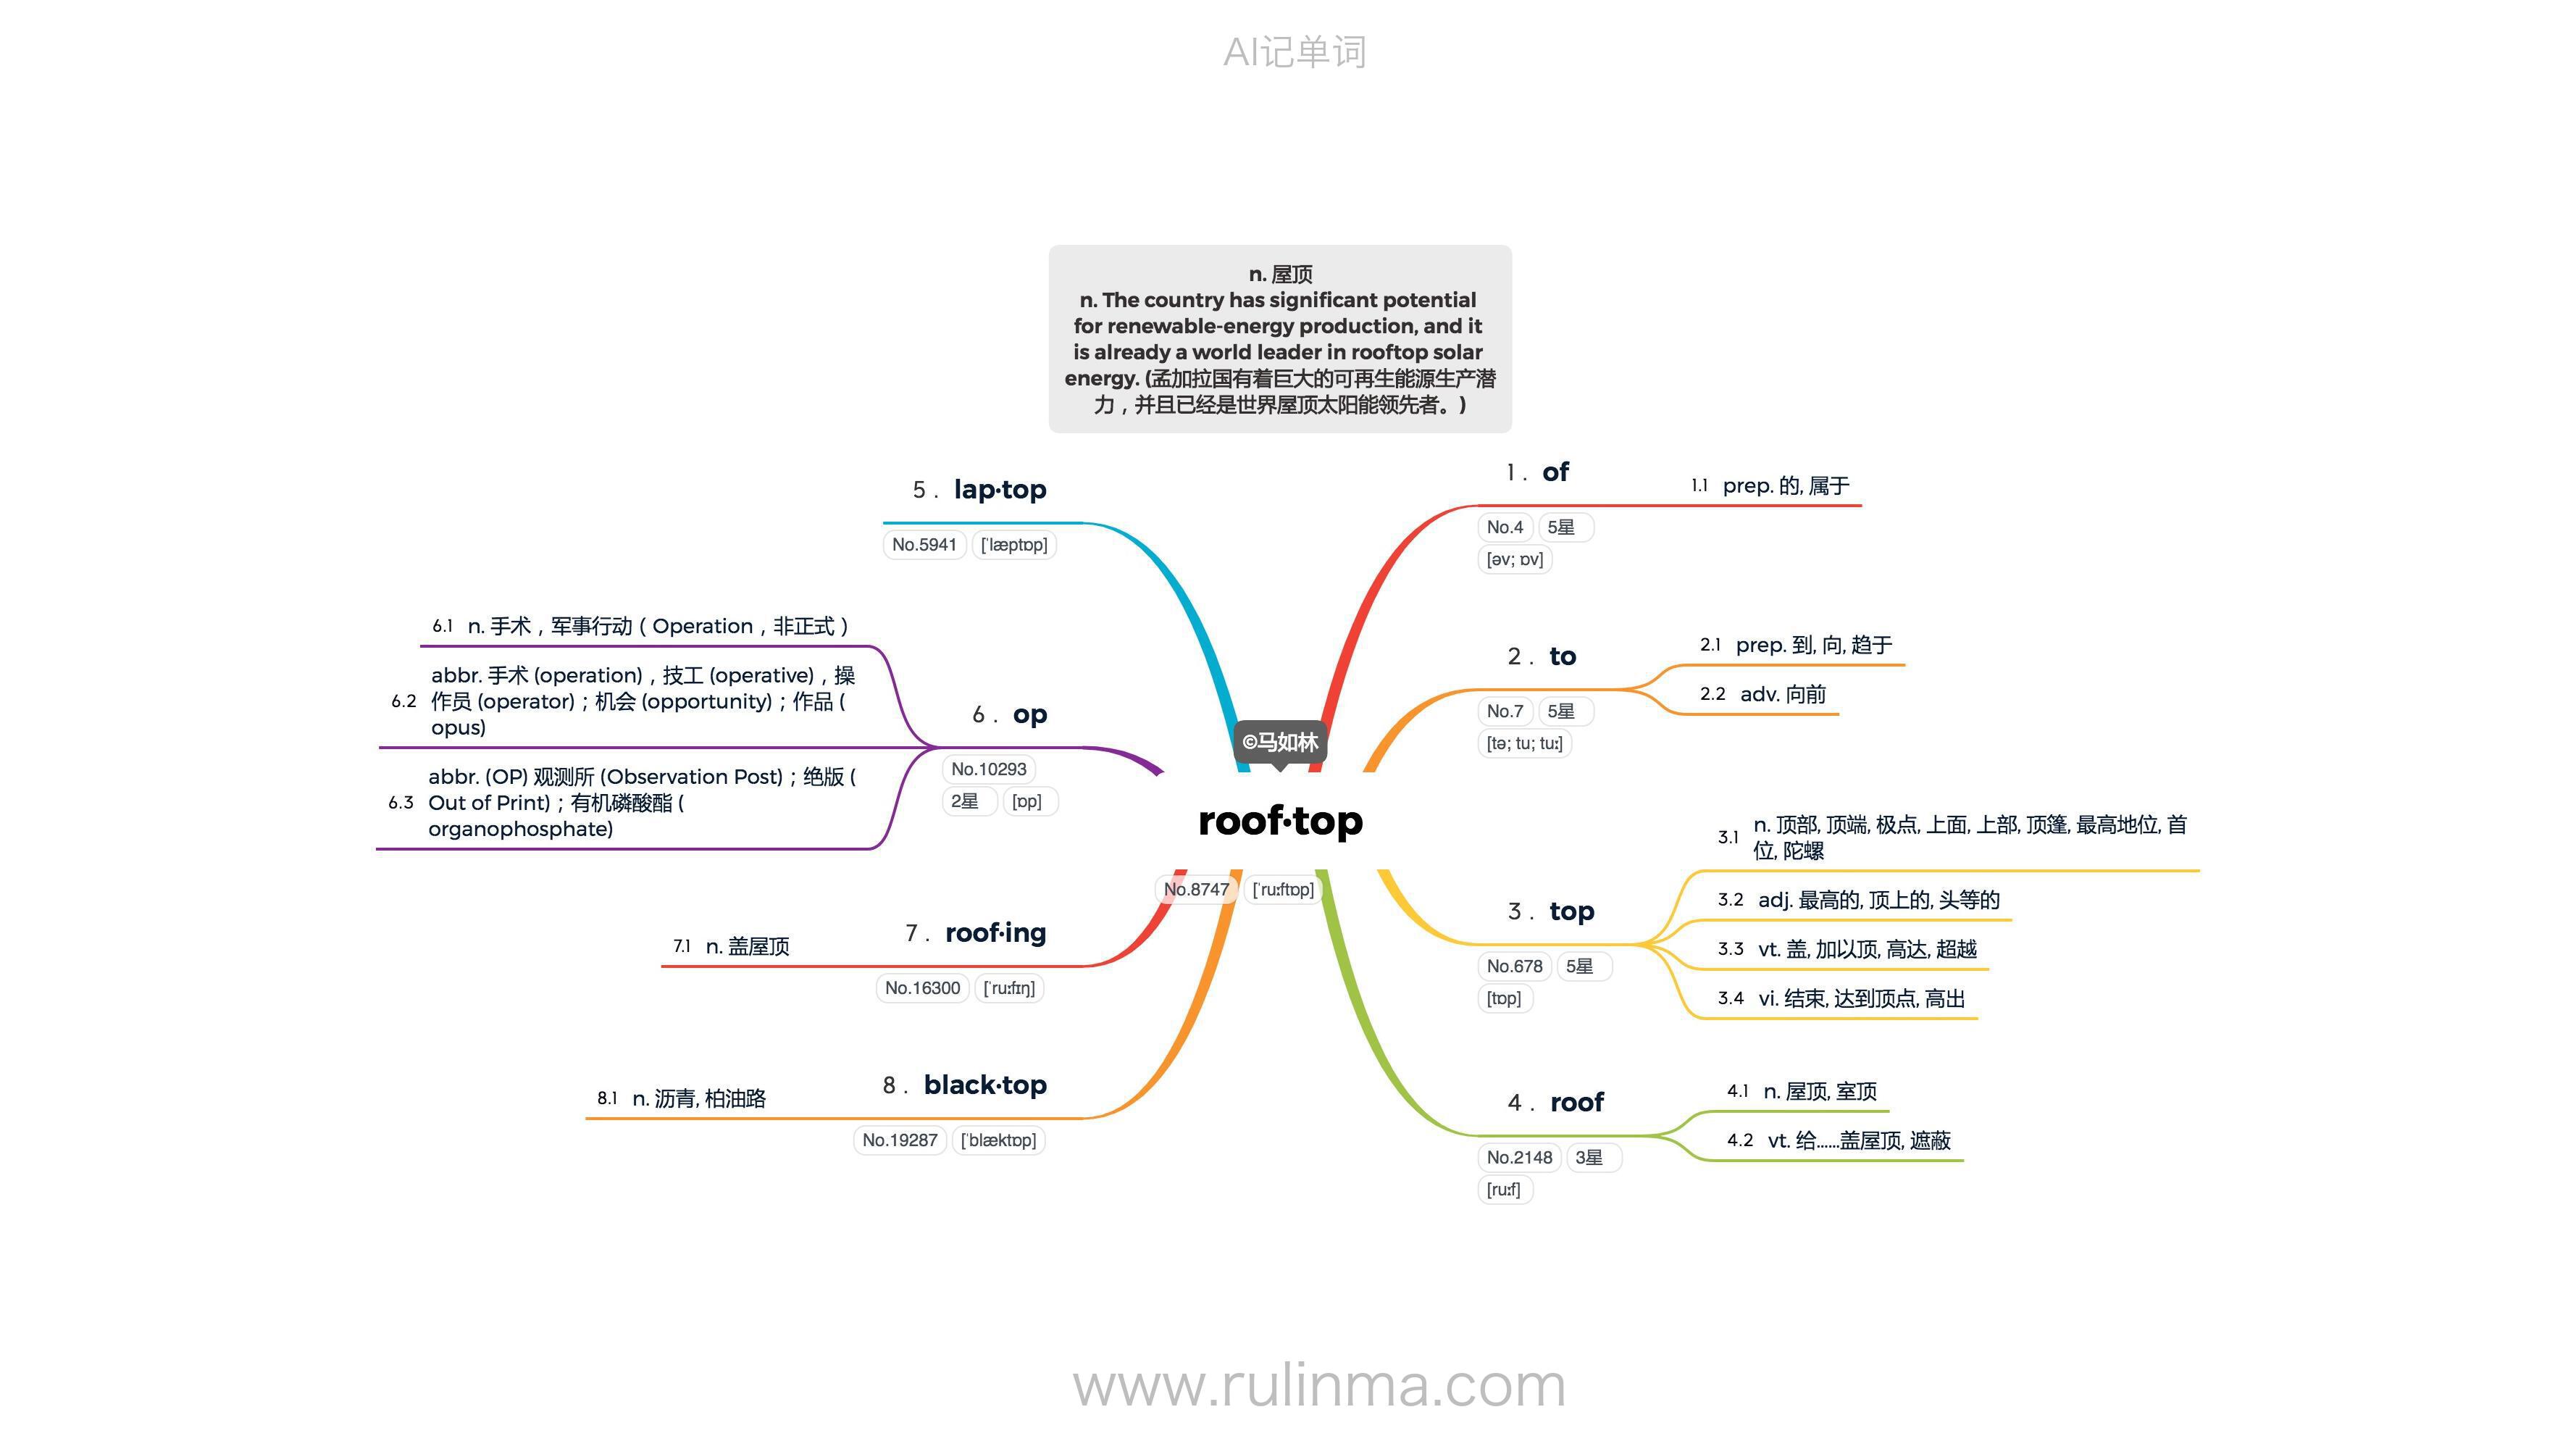 AI记单词
n. 屋顶
n. The country has significant potential
for renewable-energy production, and it
is already a world leader in rooftop solar
energy. (孟加拉国有着巨大的可再生能源生产潜
力，并且已经是世界屋顶太阳能领先者。)
©马如林
roof·top
No.8747 [ˈruːftɒp]
1 . of
No.4 5星
[əv; ɒv]
1.1 prep. 的, 属于
2 . to
No.7 5星
[tə; tu; tuː]
2.1 prep. 到, 向, 趋于
2.2 adv. 向前
3 . top
No.678 5星
[tɒp]
3.1 n. 顶部, 顶端, 极点, 上面, 上部, 顶篷, 最高地位, 首
位, 陀螺
3.2 adj. 最高的, 顶上的, 头等的
3.3 vt. 盖, 加以顶, 高达, 超越
3.4 vi. 结束, 达到顶点, 高出
4 . roof
No.2148 3星
[ruːf]
4.1 n. 屋顶, 室顶
4.2 vt. 给……盖屋顶, 遮蔽
5 . lap·top
No.5941 [ˈlæptɒp]
6 . op
No.10293
2星 [ɒp]
6.1 n. 手术，军事行动（Operation，非正式）
6.2 abbr. 手术 (operation)，技工 (operative)，操
作员 (operator)；机会 (opportunity)；作品 (
opus)
6.3 abbr. (OP) 观测所 (Observation Post)；绝版 (
Out of Print)；有机磷酸酯 (
organophosphate)
7 . roof·ing
No.16300 [ˈruːfɪŋ]
7.1 n. 盖屋顶
8 . black·top
No.19287 [ˈblæktɒp]
8.1 n. 沥青, 柏油路
www.rulinma.com